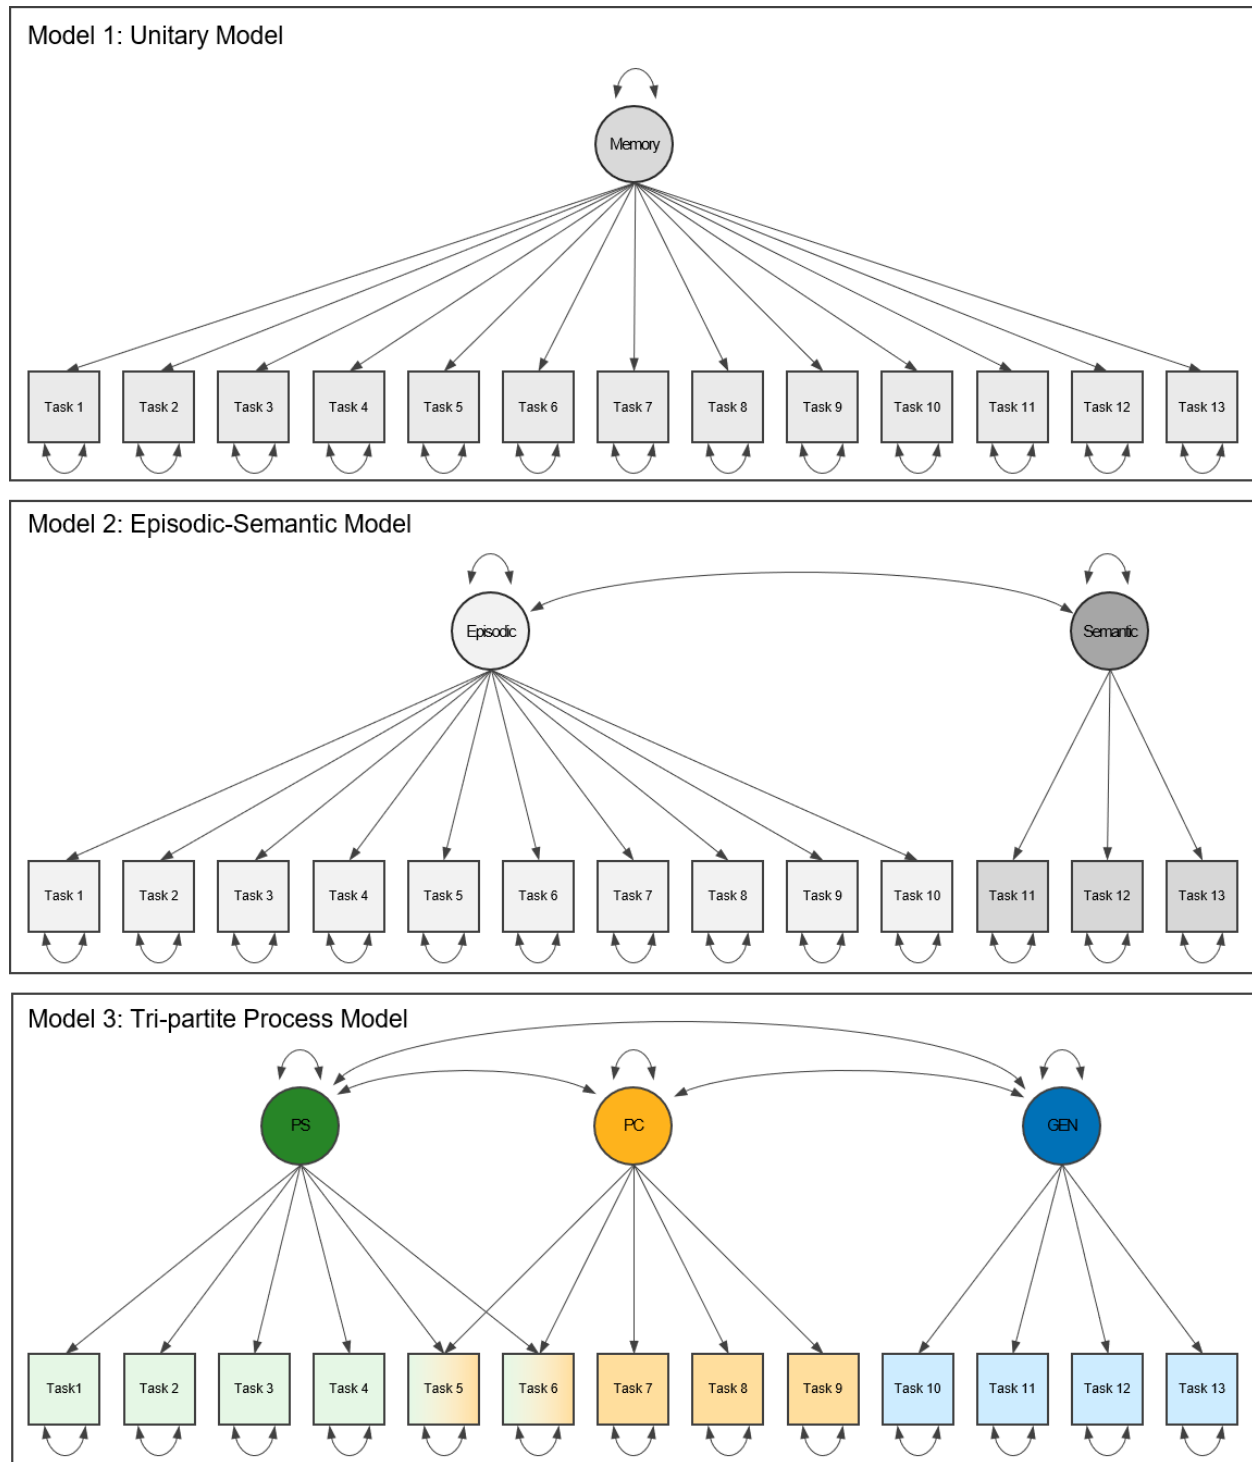 Model 1: Unitary Model
Memory
Task 1 Task 2 Task 3 Task 4 Task 5 Task 6 Task 7 Task 8 Task 9 Task 10 Task 11 Task 12 Task 13
Model 2: Episodic-Semantic Model
Episodic Semantic
Task 1 Task 2 Task 3 Task 4 Task 5 Task 6 Task 7 Task 8 Task 9 Task 10 Task 11 Task 12 Task 13
Model 3: Tri-partite Process Model
PS PC GEN
Task1 Task 2 Task 3 Task 4 Task 5 Task 6 Task 7 Task 8 Task 9 Task 10 Task 11 Task 12 Task 13